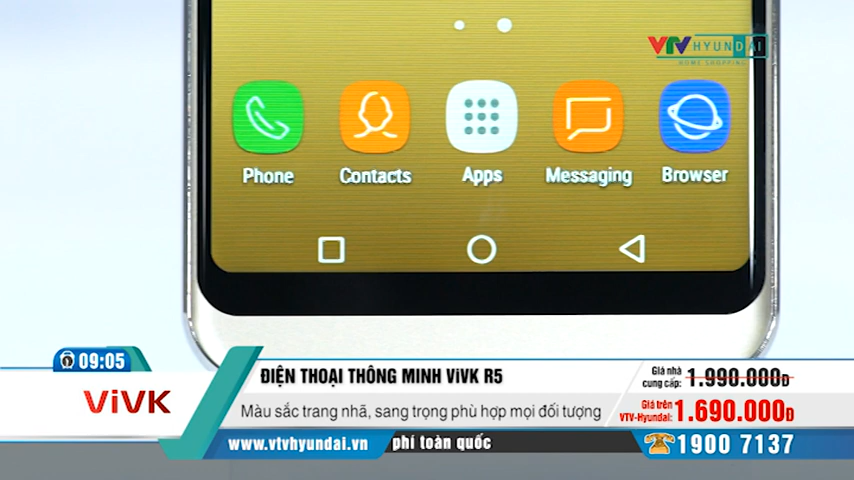 VTV HYUNDAI
HOME SHOPPING
Phone
Contacts
Apps
Messaging
Browser
09:05
ViVK
ĐIỆN THOẠI THÔNG MINH ViVK R5
Màu sắc trang nhã, sang trọng phù hợp mọi đối tượng
Giá nhà
cung cấp: 1.990.000Đ
Giá trên
VTV-Hyundai: 1.690.000Đ
www.vtvhyundai.vn
phí toàn quốc
1900 7137